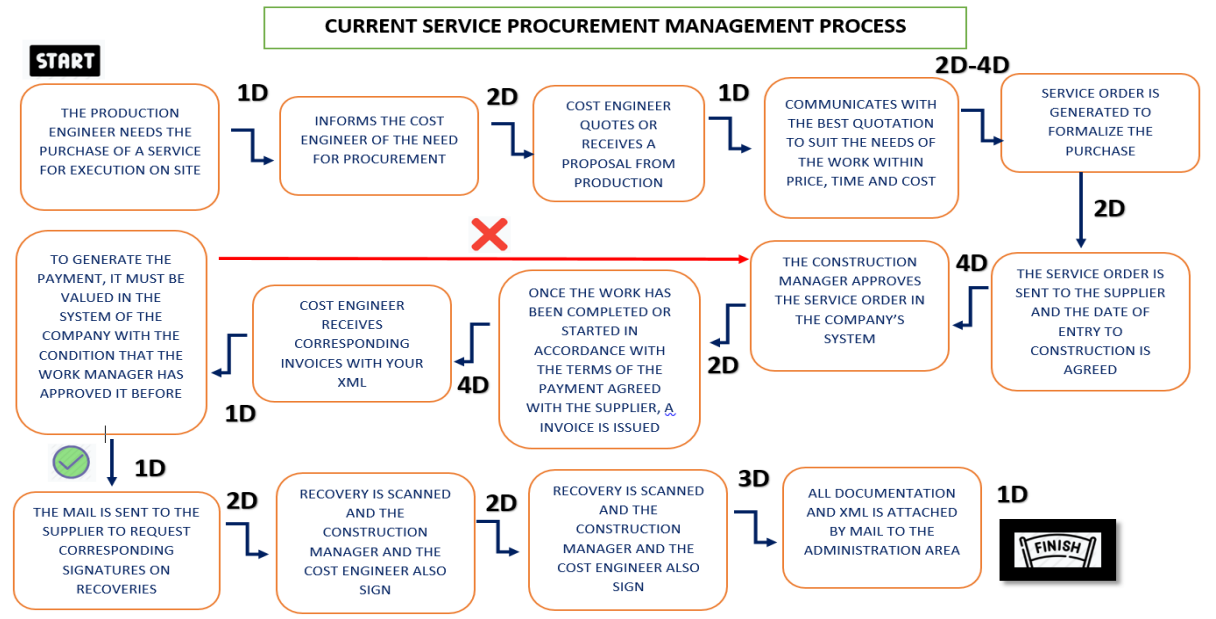 CURRENT SERVICE PROCUREMENT MANAGEMENT PROCESS
START
THE PRODUCTION
ENGINEER NEEDS THE
PURCHASE OF A SERVICE
FOR EXECUTION ON SITE
1D
INFORMS THE COST
ENGINEER OF THE NEED
FOR PROCUREMENT
2D
COST ENGINEER
QUOTES OR
RECEIVES A
PROPOSAL FROM
PRODUCTION
1D
COMMUNICATES WITH
THE BEST QUOTATION
TO SUIT THE NEEDS OF
THE WORK WITHIN
PRICE, TIME AND COST
2D-4D
SERVICE ORDER IS
GENERATED TO
FORMALIZE THE
PURCHASE
2D
THE SERVICE ORDER IS
SENT TO THE SUPPLIER
AND THE DATE OF
ENTRY TO
CONSTRUCTION IS
AGREED
4D
THE CONSTRUCTION
MANAGER APPROVES
THE SERVICE ORDER IN
THE COMPANY'S
SYSTEM
2D
ONCE THE WORK HAS
BEEN COMPLETED OR
STARTED IN
ACCORDANCE WITH
THE TERMS OF THE
PAYMENT AGREED
WITH THE SUPPLIER, A
INVOICE IS ISSUED
4D
COST ENGINEER
RECEIVES
CORRESPONDING
INVOICES WITH YOUR
XML
1D
TO GENERATE THE
PAYMENT, IT MUST BE
VALUED IN THE
SYSTEM OF THE
COMPANY WITH THE
CONDITION THAT THE
WORK MANAGER HAS
APPROVED IT BEFORE
1D
THE MAIL IS SENT TO THE
SUPPLIER TO REQUEST
CORRESPONDING
SIGNATURES ON
RECOVERIES
2D
RECOVERY IS SCANNED
AND THE
CONSTRUCTION
MANAGER AND THE
COST ENGINEER ALSO
SIGN
2D
RECOVERY IS SCANNED
AND THE
CONSTRUCTION
MANAGER AND THE
COST ENGINEER ALSO
SIGN
3D
ALL DOCUMENTATION
AND XML IS ATTACHED
BY MAIL TO THE
ADMINISTRATION AREA
1D
FINISH